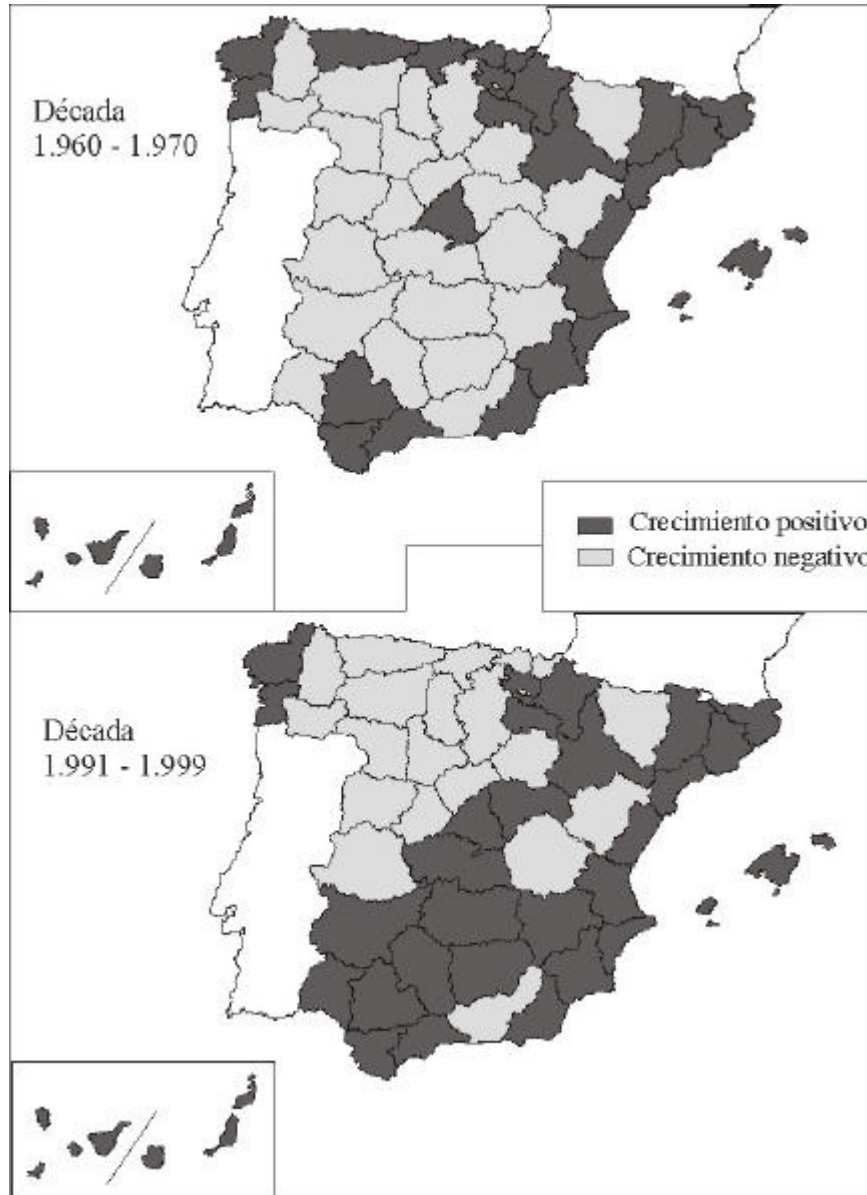 Década
1.960 - 1.970
Crecimiento positivo
Crecimiento negativo
Década
1.991 - 1.999